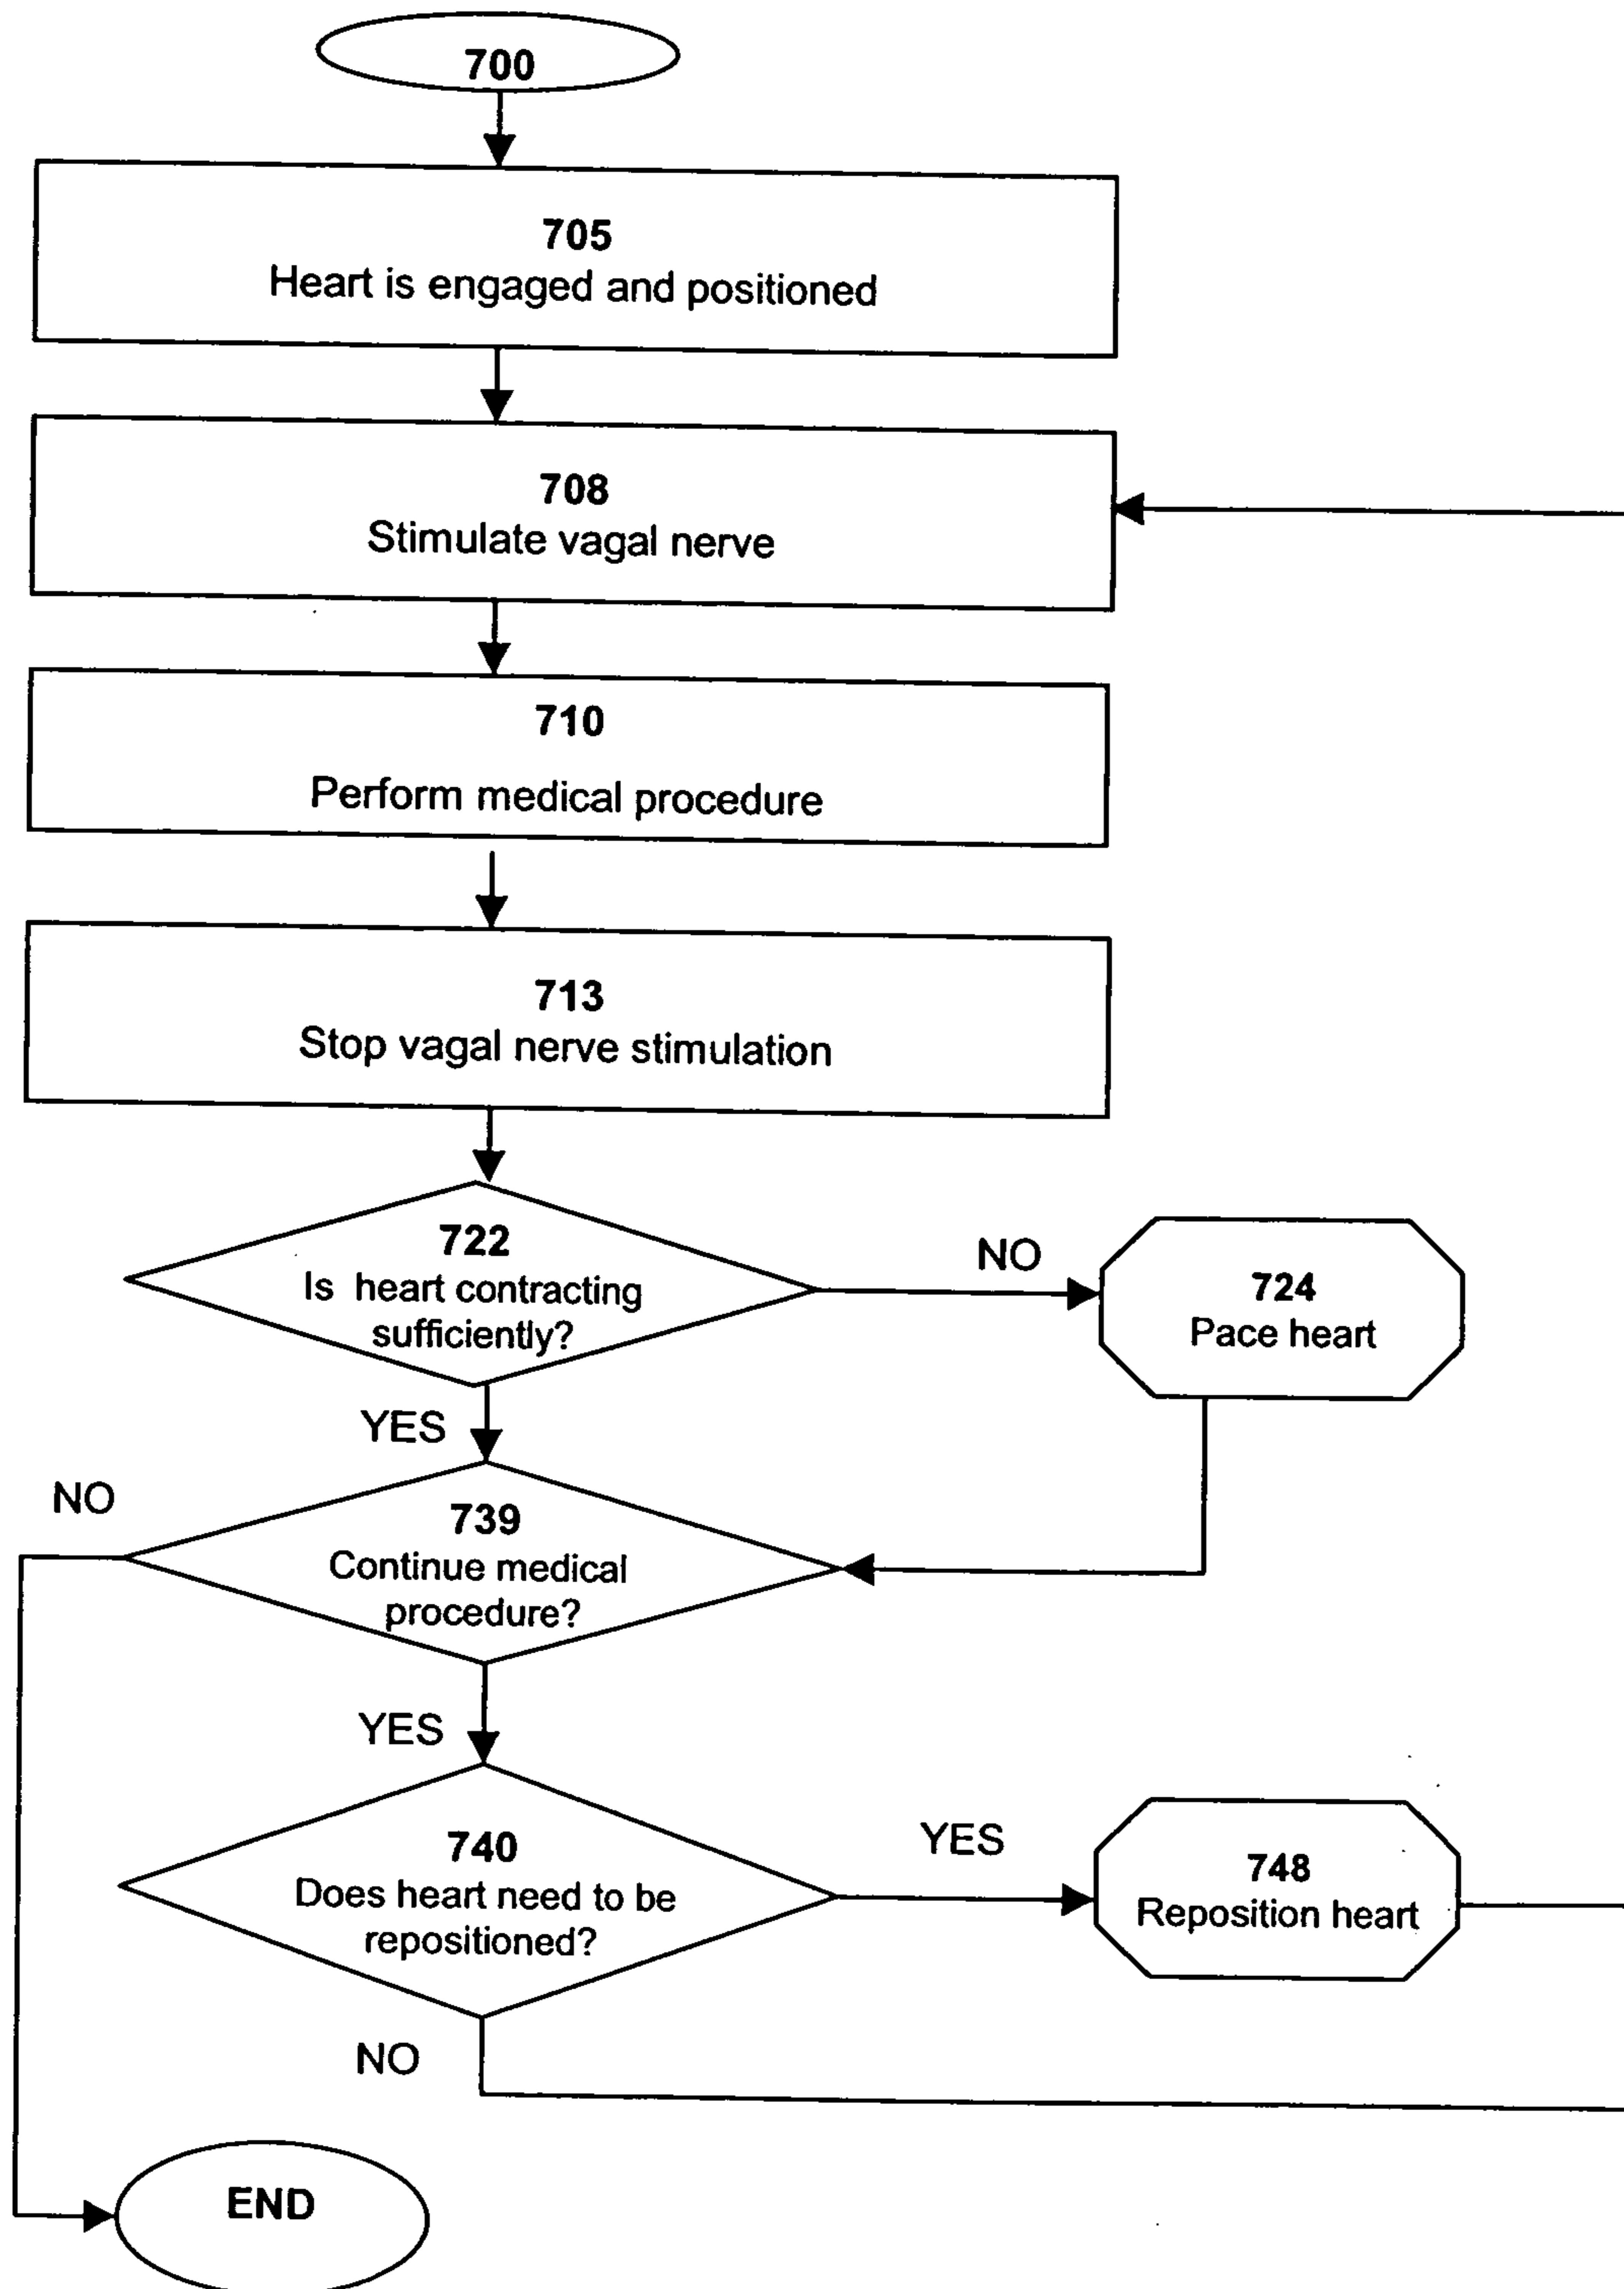 700
705
Heart is engaged and positioned
708
Stimulate vagal nerve
710
Perform medical procedure
713
Stop vagal nerve stimulation
722
Is heart contracting
sufficiently?
NO
724
Pace heart
YES
NO
739
Continue medical
procedure?
YES
740
Does heart need to be
repositioned?
YES
748
Reposition heart
NO
END